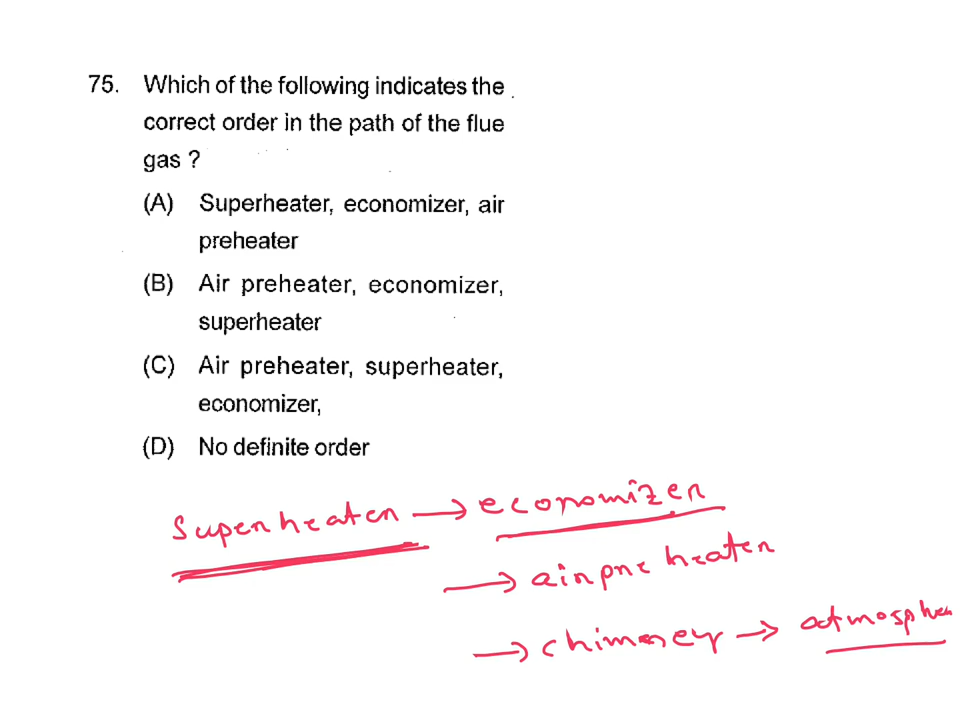 75. Which of the following indicates the
correct order in the path of the flue
gas ?
(A) Superheater, economizer, air
preheater
(B) Air preheater, economizer,
superheater
(C) Air preheater, superheater,
economizer,
(D) No definite order
Superheater → economizer
→ air pre heater
→ chimney → atmospher